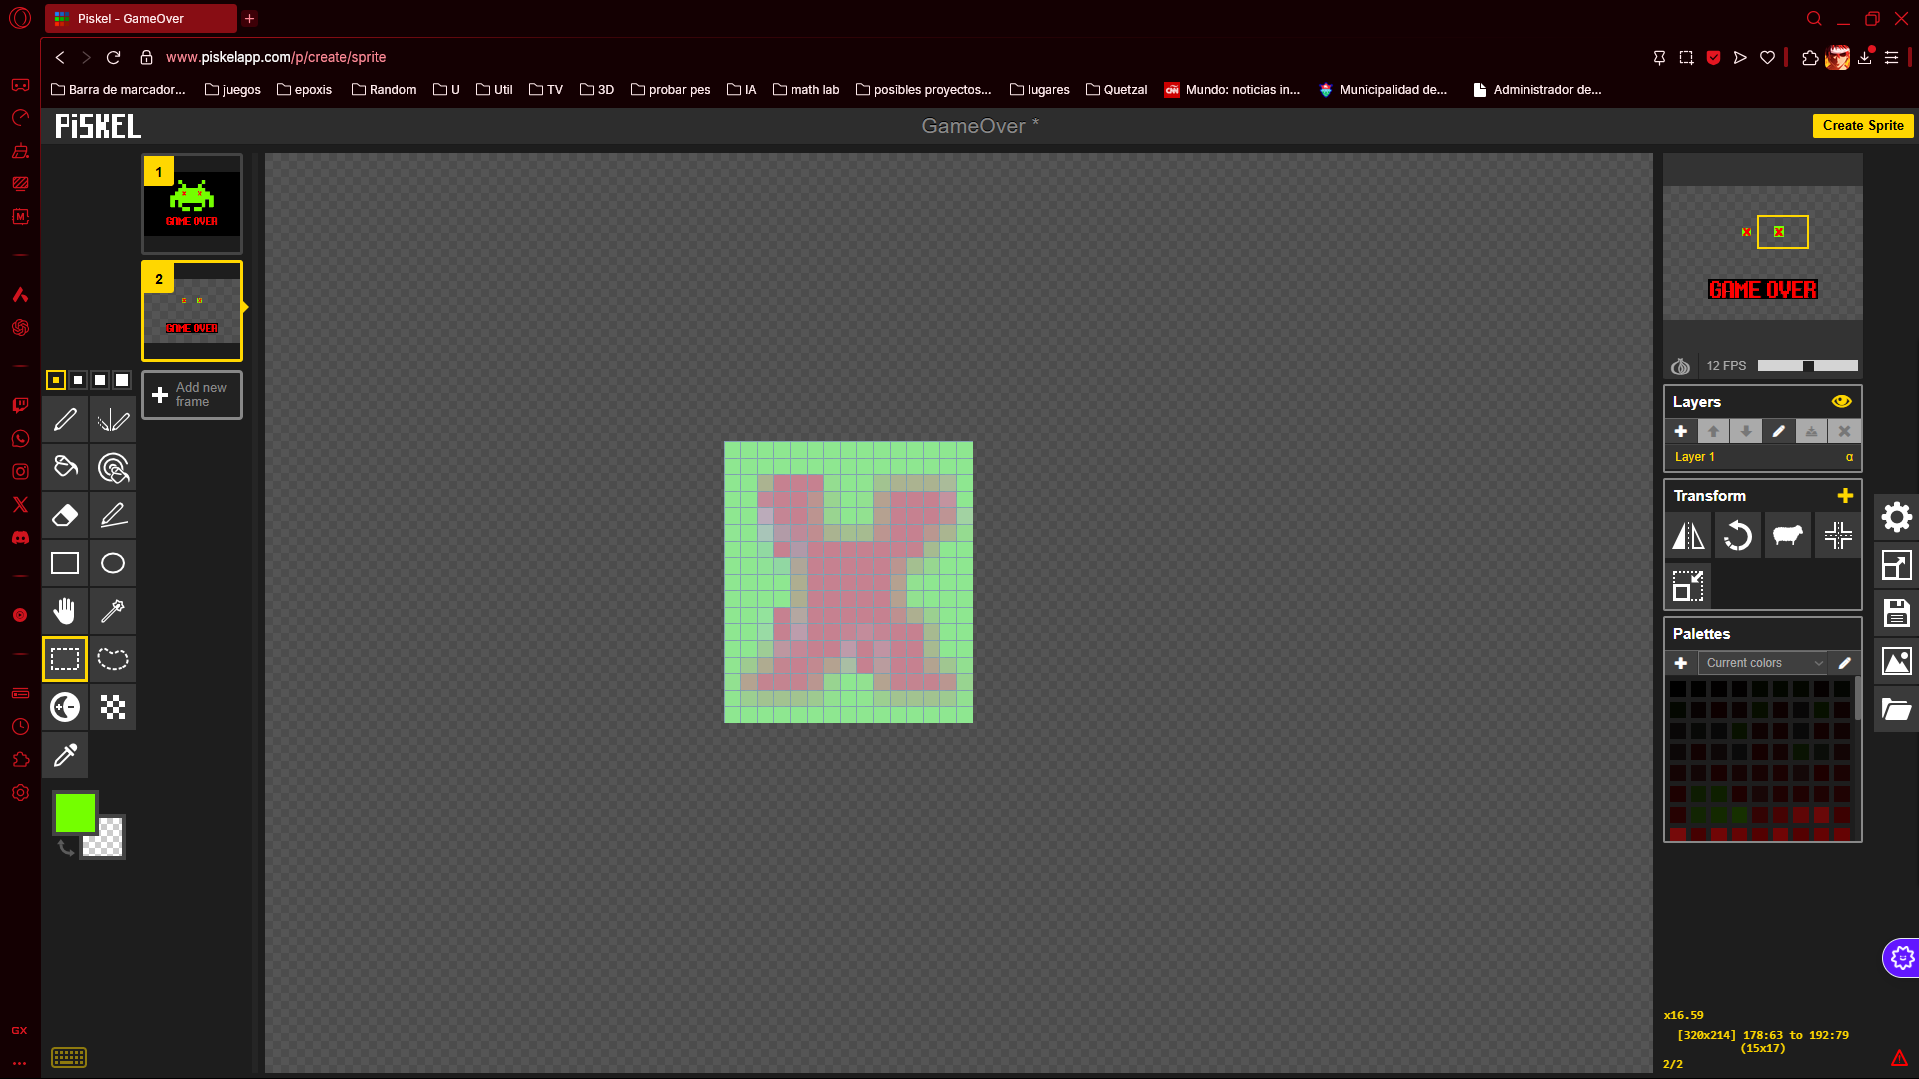 Piskel - GameOver
www.piskelapp.com/p/create/sprite
Barra de marcador... juegos epoxis Random U Util TV 3D probar pes IA math lab posibles proyectos... lugares Quetzal CNN Mundo: noticias in... Municipalidad de... Administrador de...
PiSKEL
GameOver *
Create Sprite
1
GAME OVER
2
GAME OVER
Add new
frame
GAME OVER
12 FPS
Layers
Layer 1 α
Transform
Palettes
Current colors
x16.59
[320x214] 178:63 to 192:79
(15x17)
2/2
M
GX